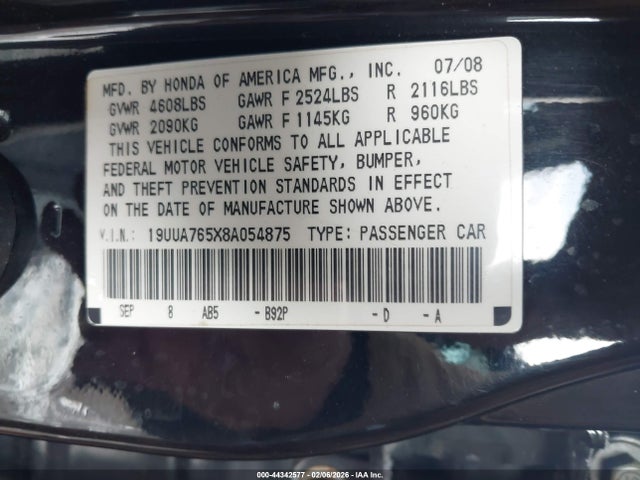 MFD. BY HONDA OF AMERICA MFG., INC. 07/08
GVWR 4608LBS GAWR F 2524LBS R 2116LBS
GVWR 2090KG GAWR F 1145KG R 960KG
THIS VEHICLE CONFORMS TO ALL APPLICABLE
FEDERAL MOTOR VEHICLE SAFETY, BUMPER,
AND THEFT PREVENTION STANDARDS IN EFFECT
ON THE DATE OF MANUFACTURE SHOWN ABOVE.
V.I.N.: 19UUA765X8A054875 TYPE: PASSENGER CAR
SEP 8 AB5 -B92P -D -A
000-44342577 - 02/06/2026 - IAA Inc.